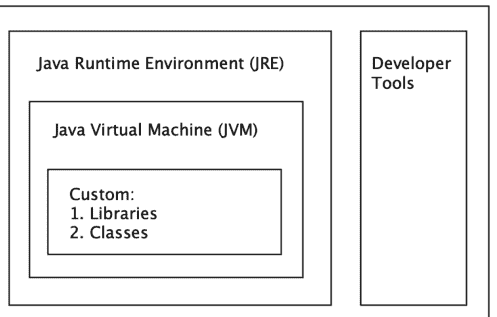 Java Runtime Environment (JRE)
Developer
Tools
Java Virtual Machine (JVM)
Custom:
1. Libraries
2. Classes